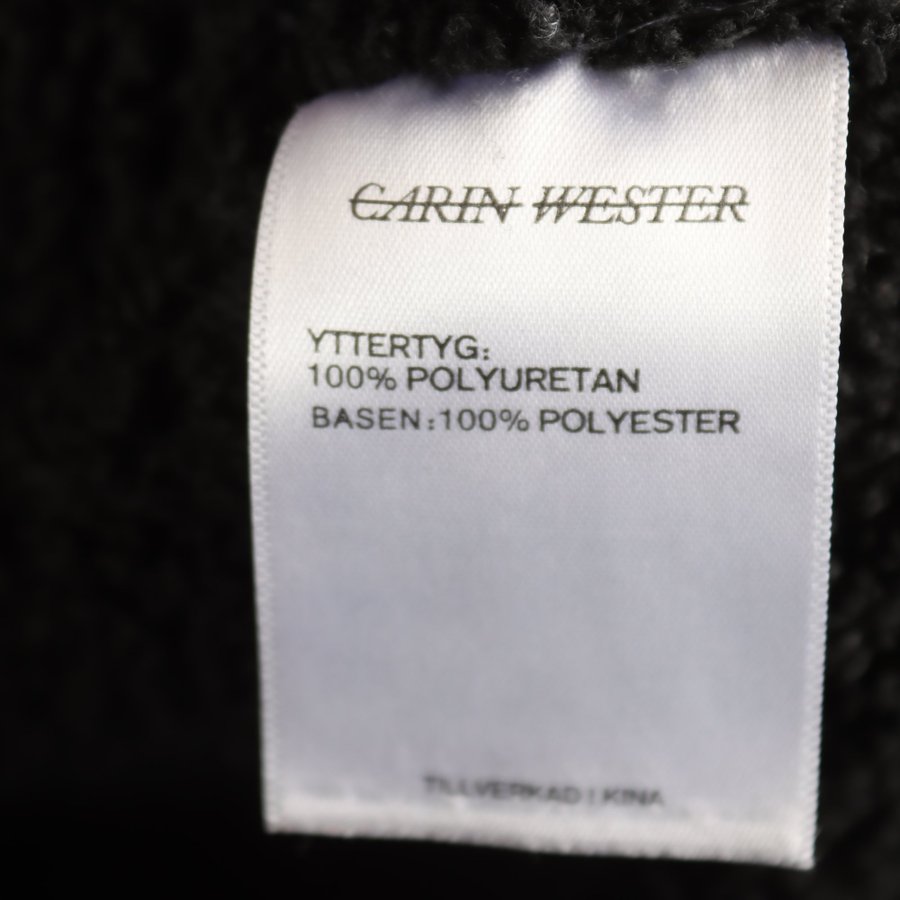 CARIN WESTER
YTTERTYG:
100% POLYURETAN
BASEN:100% POLYESTER
TILLVERKAD I KINA